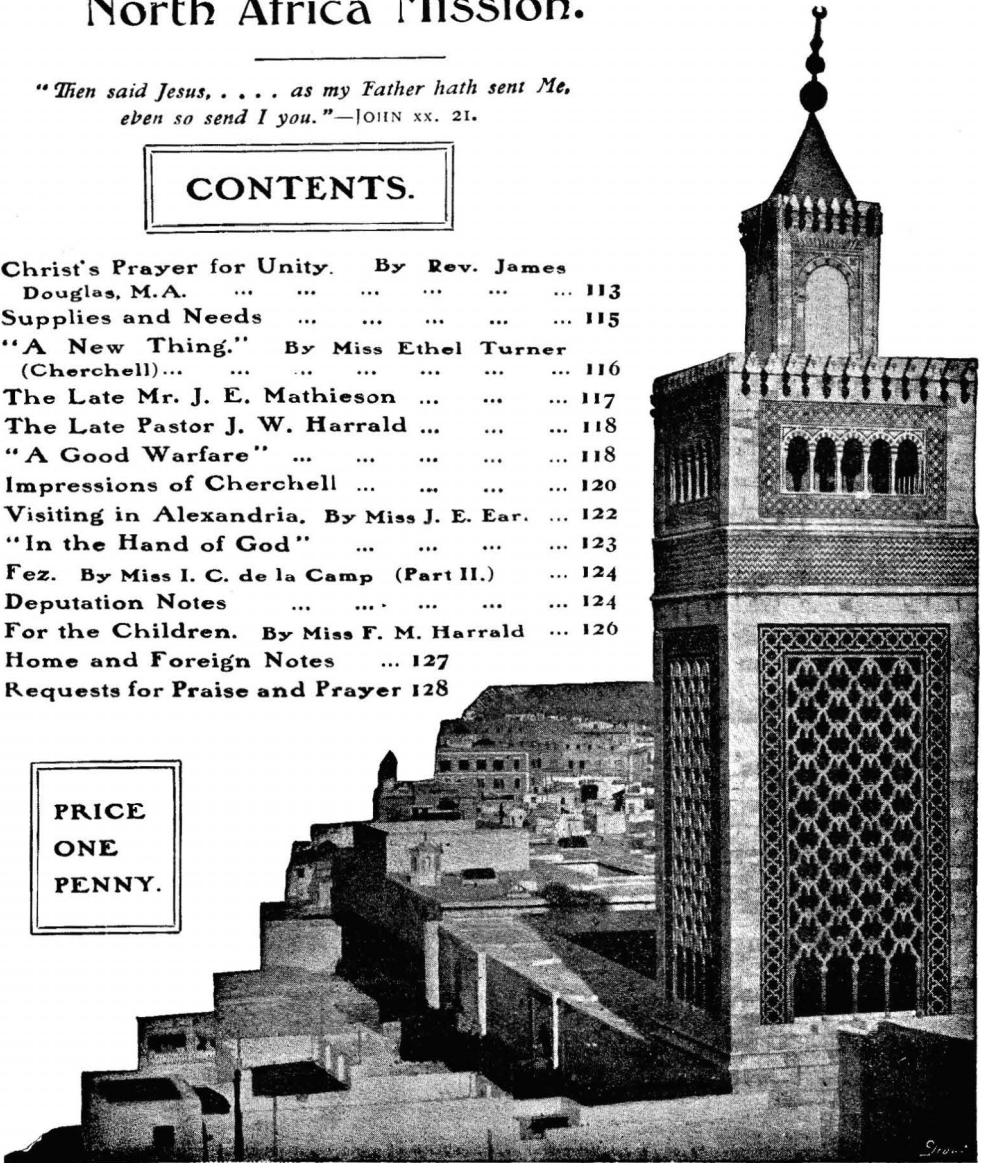 North Africa Mission.
"Then said Jesus, . . . . as my Father hath sent Me,
even so send I you."—JOHN XX. 21.
CONTENTS.
Christ's Prayer for Unity. By Rev. James
Douglas, M.A. ... ... ... ... ... ... 113
Supplies and Needs ... ... ... ... ... 115
"A New Thing." By Miss Ethel Turner
(Cherchell)... ... ... ... ... ... ... 116
The Late Mr. J. E. Mathieson ... ... ... 117
The Late Pastor J. W. Harrald ... ... ... 118
"A Good Warfare" ... ... ... ... ... 118
Impressions of Cherchell ... ... ... ... 120
Visiting in Alexandria. By Miss J. E. Ear. ... 122
"In the Hand of God" ... ... ... ... 123
Fez. By Miss I. C. de la Camp (Part II.) ... 124
Deputation Notes ... ... ... ... ... 124
For the Children. By Miss F. M. Harrald ... 126
Home and Foreign Notes ... 127
Requests for Praise and Prayer 128
PRICE
ONE
PENNY.